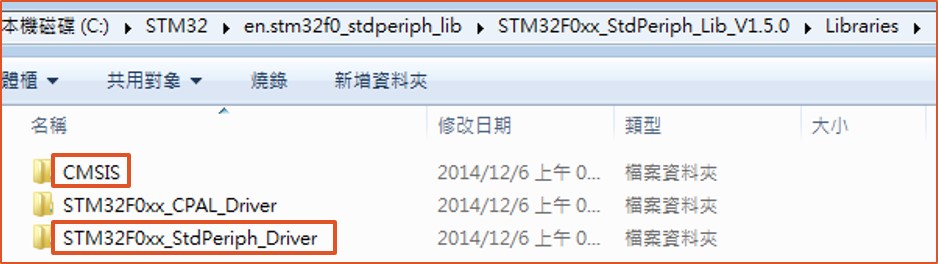 本機磁碟 (C:) ▸ STM32 ▸ en.stm32f0_stdperiph_lib ▸ STM32F0xx_StdPeriph_Lib_V1.5.0 ▸ Libraries ▸
體櫃 ▼ 共用對象 ▼ 燒錄 新增資料夾
名稱 修改日期 類型 大小
CMSIS 2014/12/6 上午 0... 檔案資料夾
STM32F0xx_CPAL_Driver 2014/12/6 上午 0... 檔案資料夾
STM32F0xx_StdPeriph_Driver 2014/12/6 上午 0... 檔案資料夾